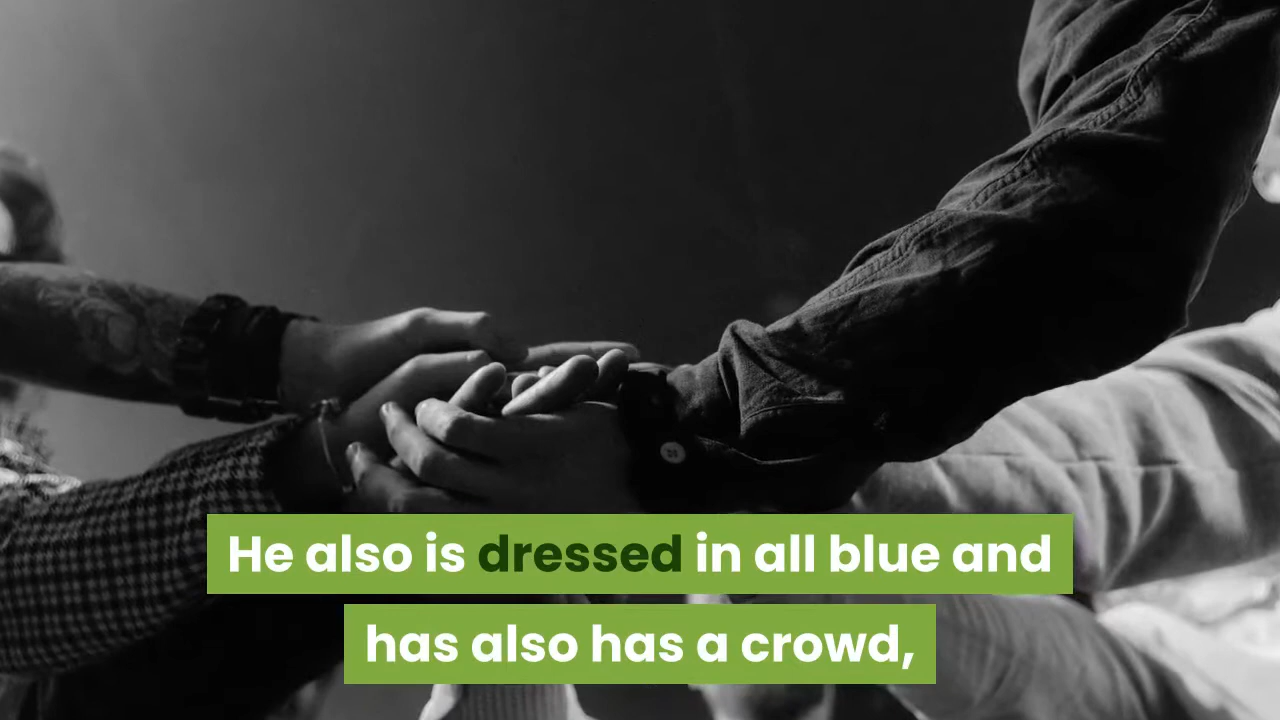 He also is dressed in all blue and
has also has a crowd,